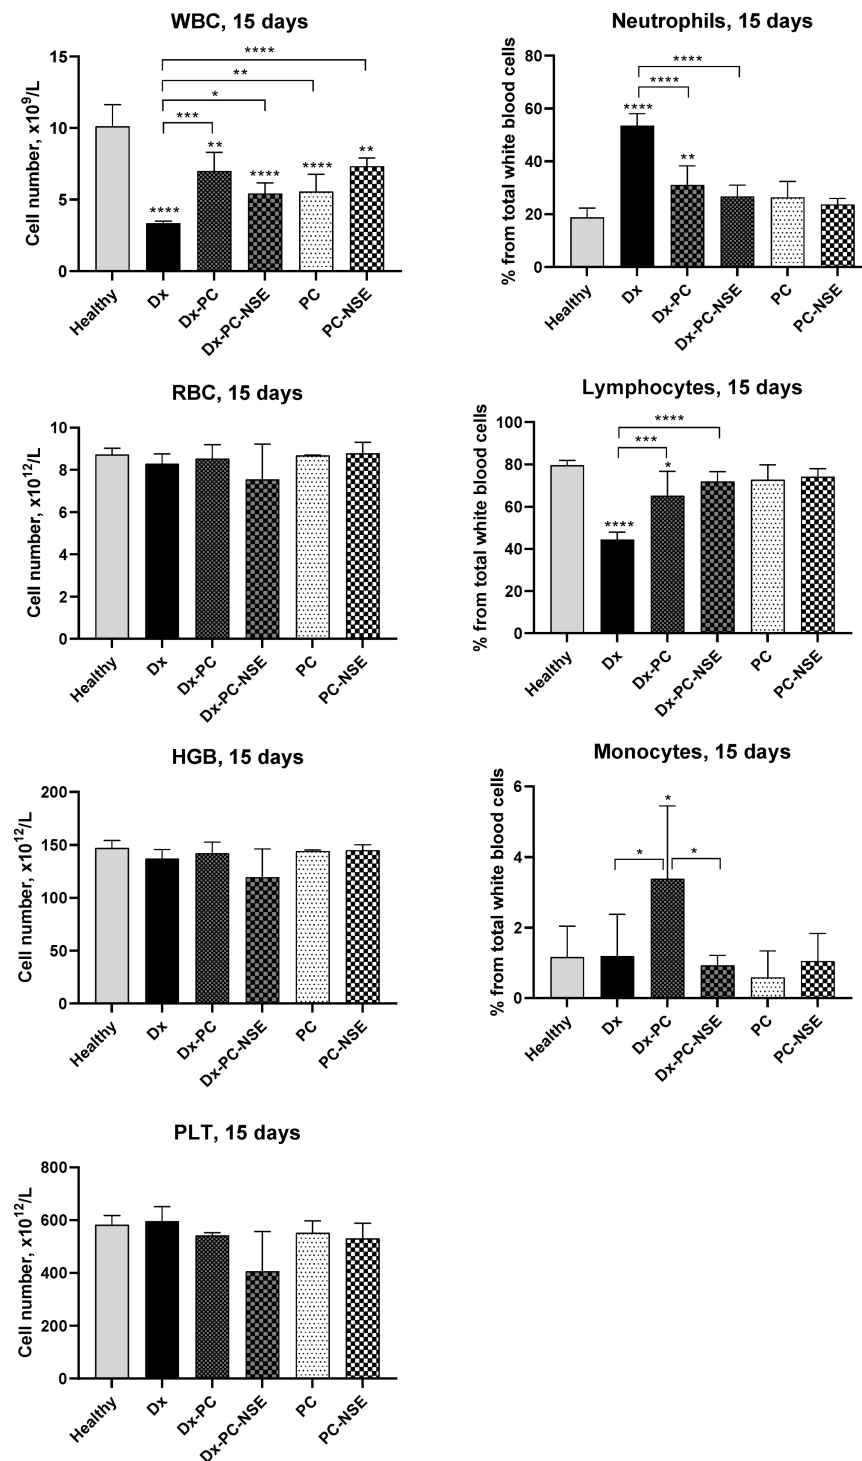 WBC, 15 days
Cell number, x10⁹/L
15
10
5
0
****
**
*
***
****
**
****
****
**
Healthy
Dx
Dx-PC
Dx-PC-NSE
PC
PC-NSE
Neutrophils, 15 days
% from total white blood cells
80
60
40
20
0
****
****
****
**
Healthy
Dx
Dx-PC
Dx-PC-NSE
PC
PC-NSE
RBC, 15 days
Cell number, x10¹²/L
10
8
6
4
2
0
Healthy
Dx
Dx-PC
Dx-PC-NSE
PC
PC-NSE
Lymphocytes, 15 days
% from total white blood cells
100
80
60
40
20
0
****
***
*
****
Healthy
Dx
Dx-PC
Dx-PC-NSE
PC
PC-NSE
HGB, 15 days
Cell number, x10¹²/L
200
150
100
50
0
Healthy
Dx
Dx-PC
Dx-PC-NSE
PC
PC-NSE
Monocytes, 15 days
% from total white blood cells
6
4
2
0
*
*
*
Healthy
Dx
Dx-PC
Dx-PC-NSE
PC
PC-NSE
PLT, 15 days
Cell number, x10¹²/L
800
600
400
200
0
Healthy
Dx
Dx-PC
Dx-PC-NSE
PC
PC-NSE